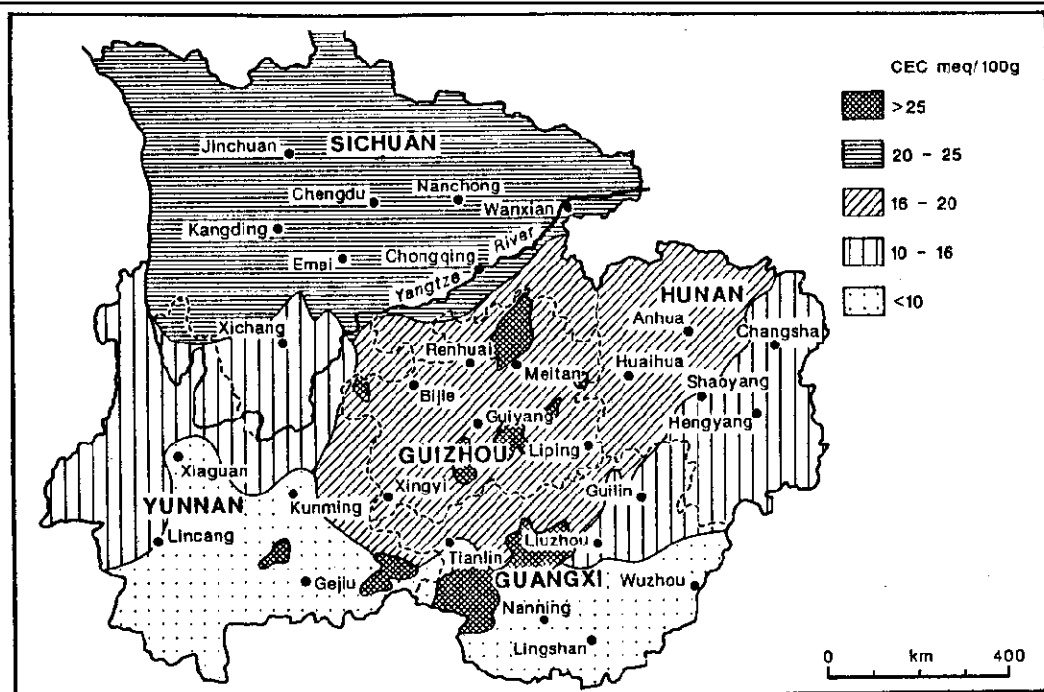 CEC meq/100g
>25
20 - 25
16 - 20
10 - 16
<10
SICHUAN
Jinchuan
Chengdu
Nanchong
Wanxian
Kangding
Emei
Chongqing
Yangtze River
HUNAN
Anhua
Changsha
Xichang
Renhuai
Meitan
Huaihua
Shaoyang
Bijie
Hengyang
Guiyang
GUIZHOU
Liping
Xiaguan
Xingyi
Guilin
YUNNAN
Kunming
Lincang
Tianlin
Liuzhou
GUANGXI
Wuzhou
Gejiu
Nanning
Lingshan
0 km 400